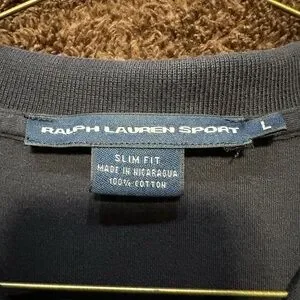 RALPH LAUREN SPORT L
SLIM FIT
MADE IN NICARAGUA
100% COTTON